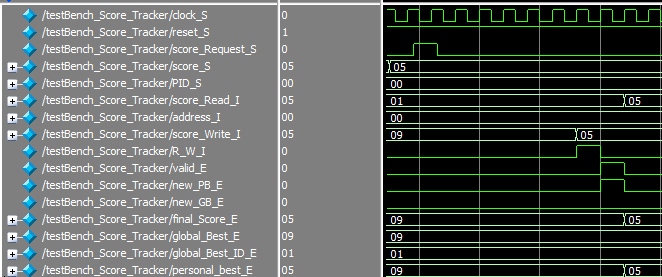 /testBench_Score_Tracker/clock_S 0
/testBench_Score_Tracker/reset_S 1
/testBench_Score_Tracker/score_Request_S 0
/testBench_Score_Tracker/score_S 05 05
/testBench_Score_Tracker/PID_S 00 00
/testBench_Score_Tracker/score_Read_I 05 01 05
/testBench_Score_Tracker/address_I 00 00
/testBench_Score_Tracker/score_Write_I 05 09 05
/testBench_Score_Tracker/R_W_I 0
/testBench_Score_Tracker/valid_E 0
/testBench_Score_Tracker/new_PB_E 0
/testBench_Score_Tracker/new_GB_E 0
/testBench_Score_Tracker/final_Score_E 05 09 05
/testBench_Score_Tracker/global_Best_E 09 09
/testBench_Score_Tracker/global_Best_ID_E 01 01
/testBench_Score_Tracker/personal_best_E 05 09 05